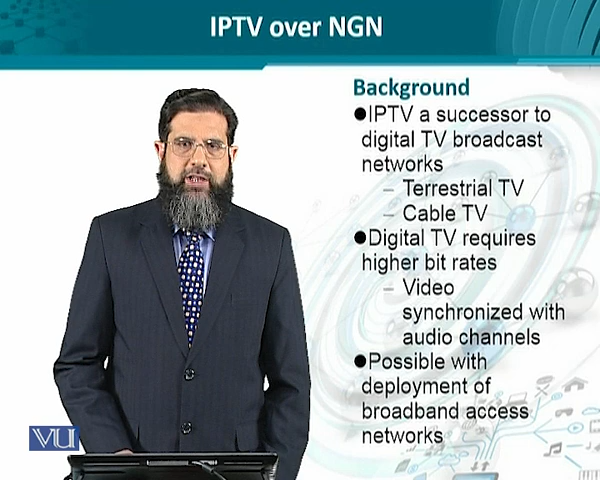 IPTV over NGN
Background
●IPTV a successor to
digital TV broadcast
networks
– Terrestrial TV
– Cable TV
●Digital TV requires
higher bit rates
– Video
synchronized with
audio channels
●Possible with
deployment of
broadband access
networks
VU